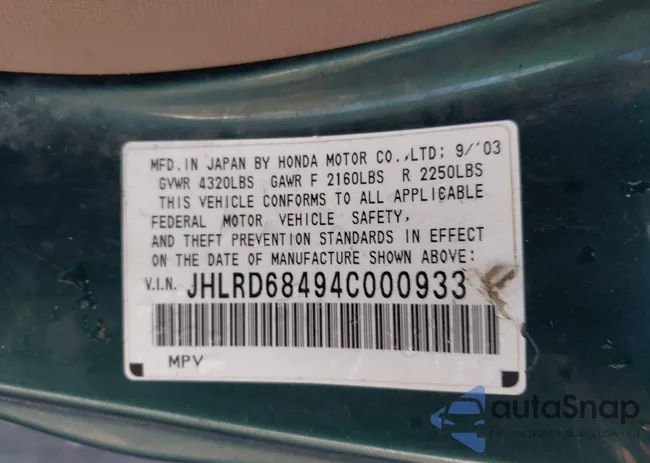 MFD.IN JAPAN BY HONDA MOTOR CO.,LTD; 9/'03
GVWR 4320LBS GAWR F 2160LBS R 2250LBS
THIS VEHICLE CONFORMS TO ALL APPLICABLE
FEDERAL MOTOR VEHICLE SAFETY,
AND THEFT PREVENTION STANDARDS IN EFFECT
ON THE DATE OF MANUFACTURE SHOWN ABOVE:
V.I.N. JHLRD68494C000933
MPV
autoSnap